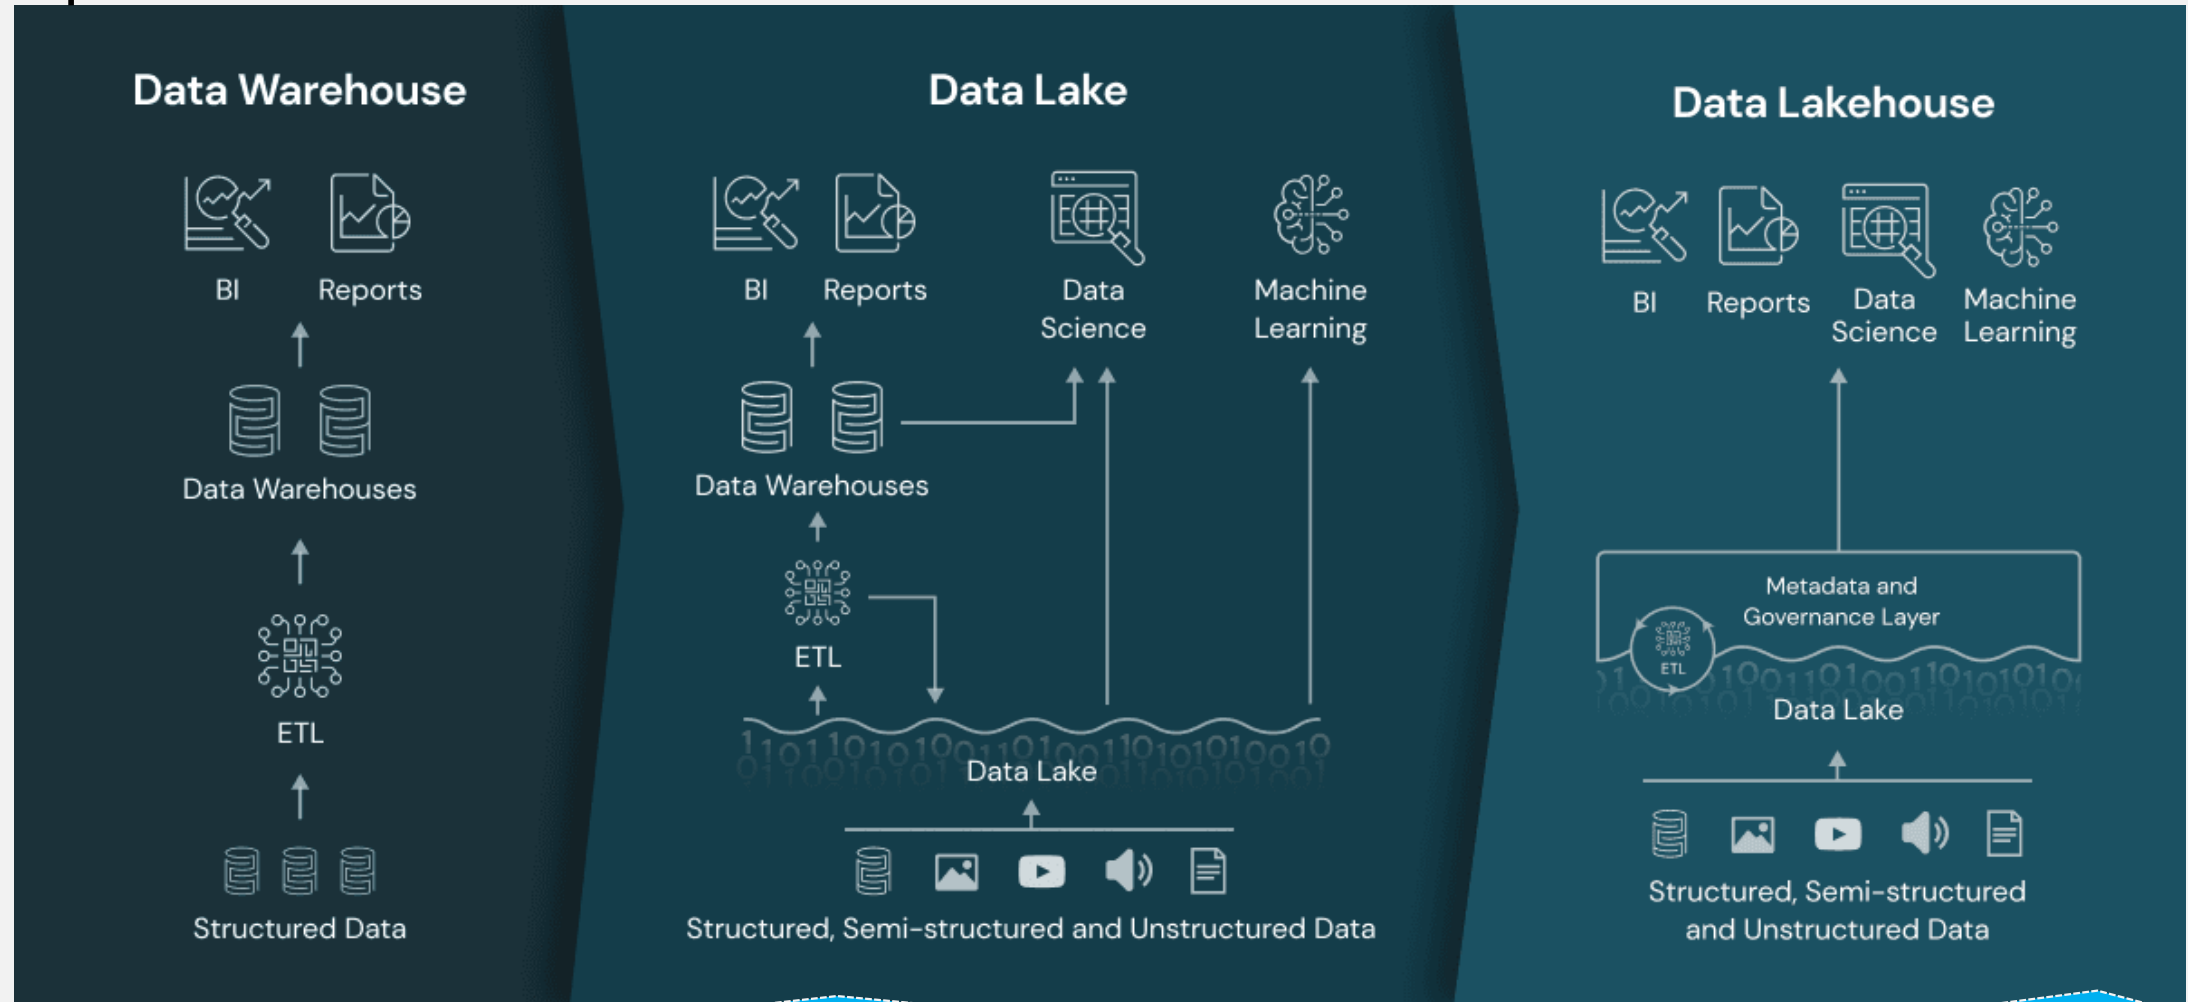 Data Warehouse
BI
Reports
Data Warehouses
ETL
Structured Data
Data Lake
BI
Reports
Data
Science
Machine
Learning
Data Warehouses
ETL
Data Lake
Structured, Semi-structured and Unstructured Data
Data Lakehouse
BI
Reports
Data
Science
Machine
Learning
Metadata and
Governance Layer
ETL
Data Lake
Structured, Semi-structured
and Unstructured Data